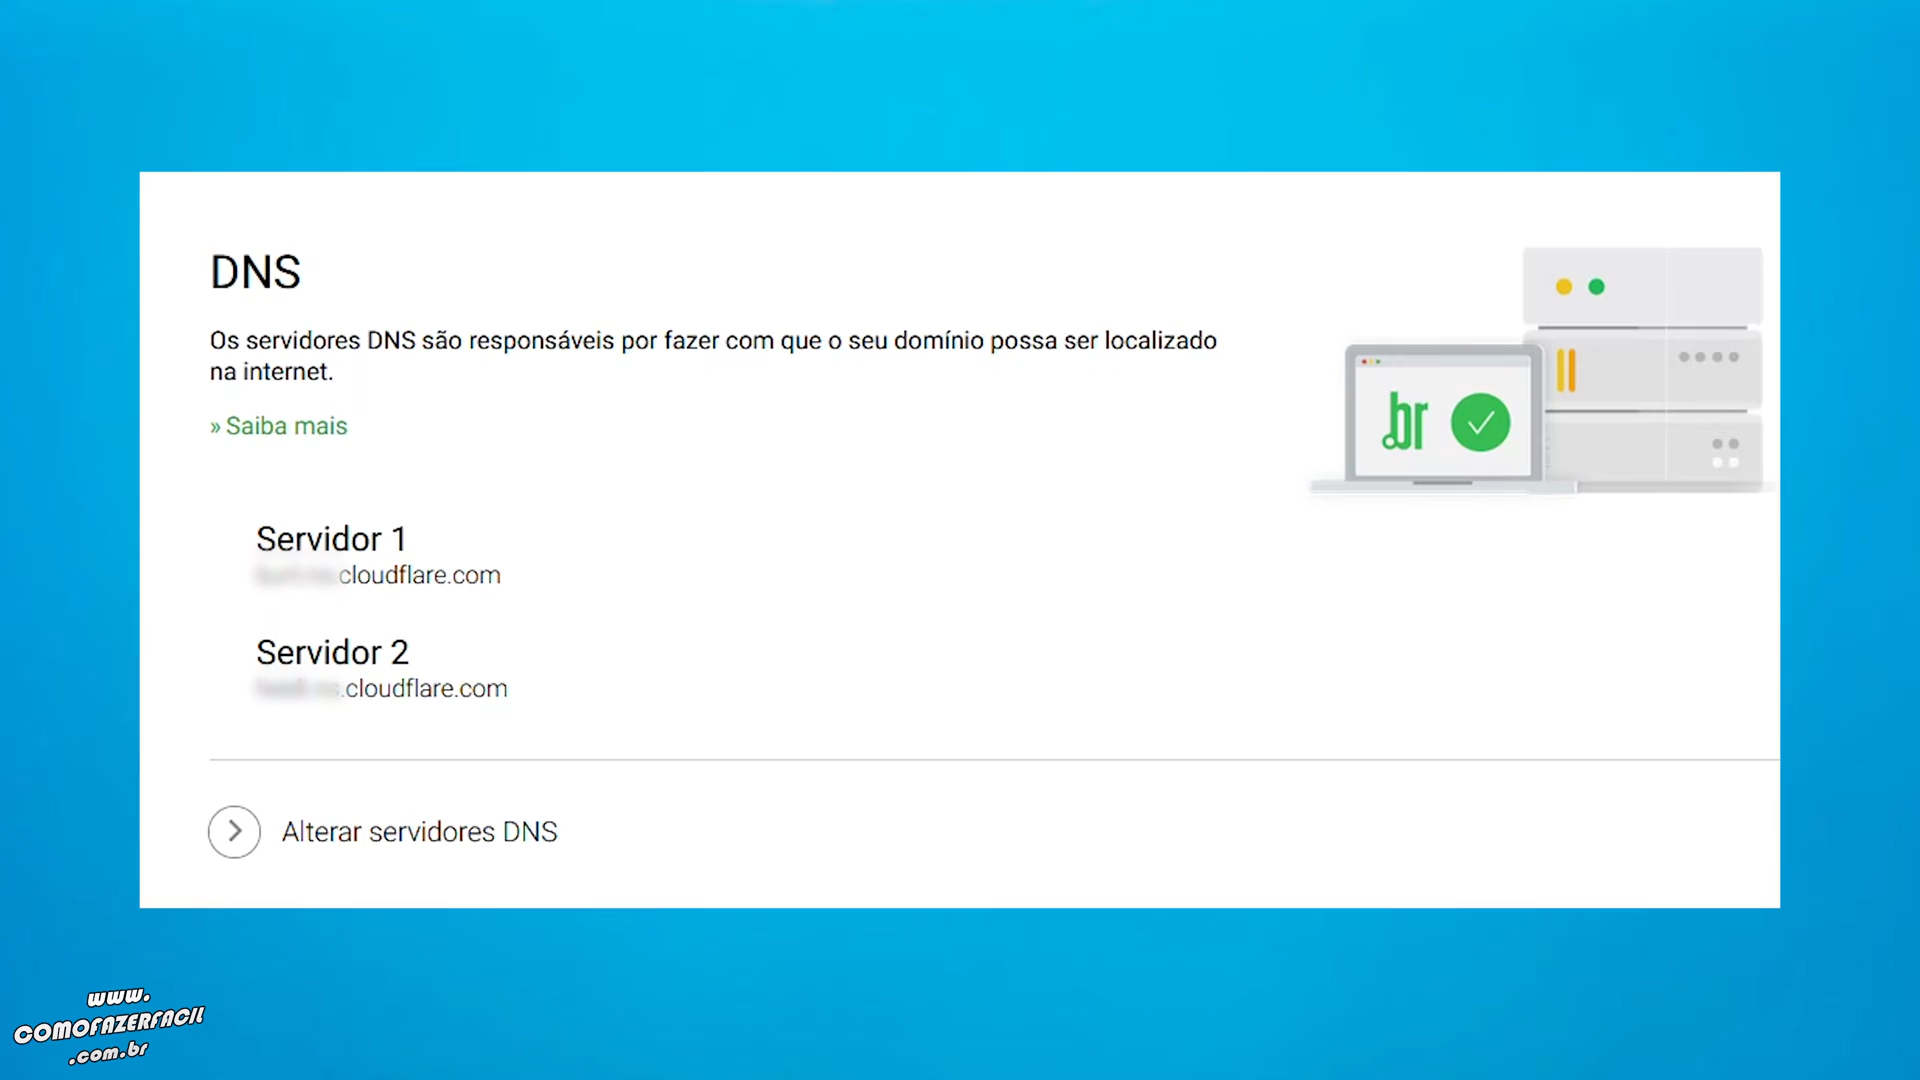 DNS
Os servidores DNS são responsáveis por fazer com que o seu domínio possa ser localizado
na internet.
» Saiba mais
.br
Servidor 1
.cloudflare.com
Servidor 2
.cloudflare.com
Alterar servidores DNS
www.
COMOFAZERFACIL
.com.br